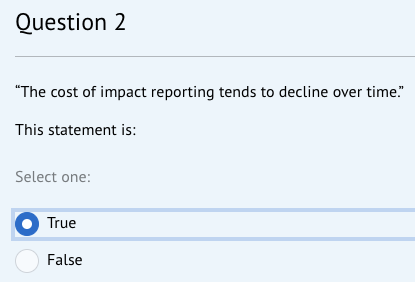 Question 2
“The cost of impact reporting tends to decline over time.”
This statement is:
Select one:
True
False